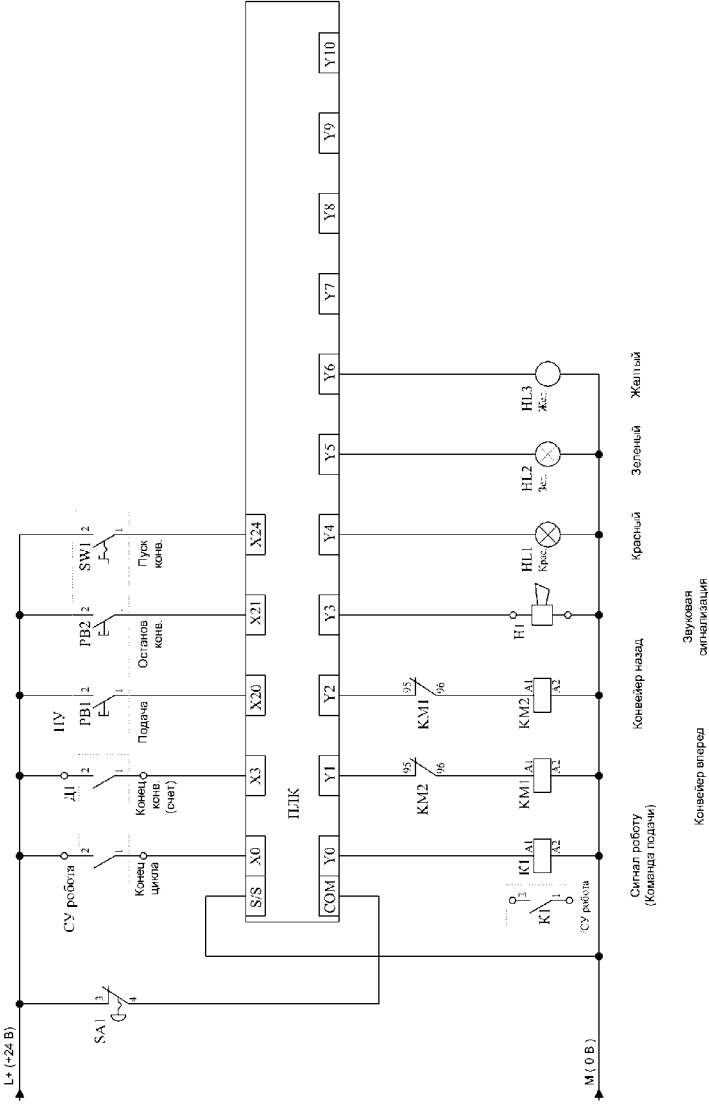 L+ (+24 В)
SA1
3
4
СУ робота
2
1
Конец
цикла
Д1
2
1
Конец
конв.
(счет)
ПУ
PB1
2
1
Подача
PB2
2
1
Останов
конв.
SW1
2
1
Пуск
конв.
S/S
X0
X3
X20
X21
X24
ПЛК
COM
Y0
Y1
Y2
Y3
Y4
Y5
Y6
Y7
Y8
Y9
Y10
K1
2
1
СУ робота
K1
A1
A2
KM2
95
96
KM1
A1
A2
KM1
95
96
KM2
A1
A2
H1
HL1
Крас.
HL2
Зел.
HL3
Жел.
М ( 0 В )
Сигнал роботу
(Команда подачи)
Конвейер вперед
Конвейер назад
Звуковая
сигнализация
Красный
Зеленый
Желтый